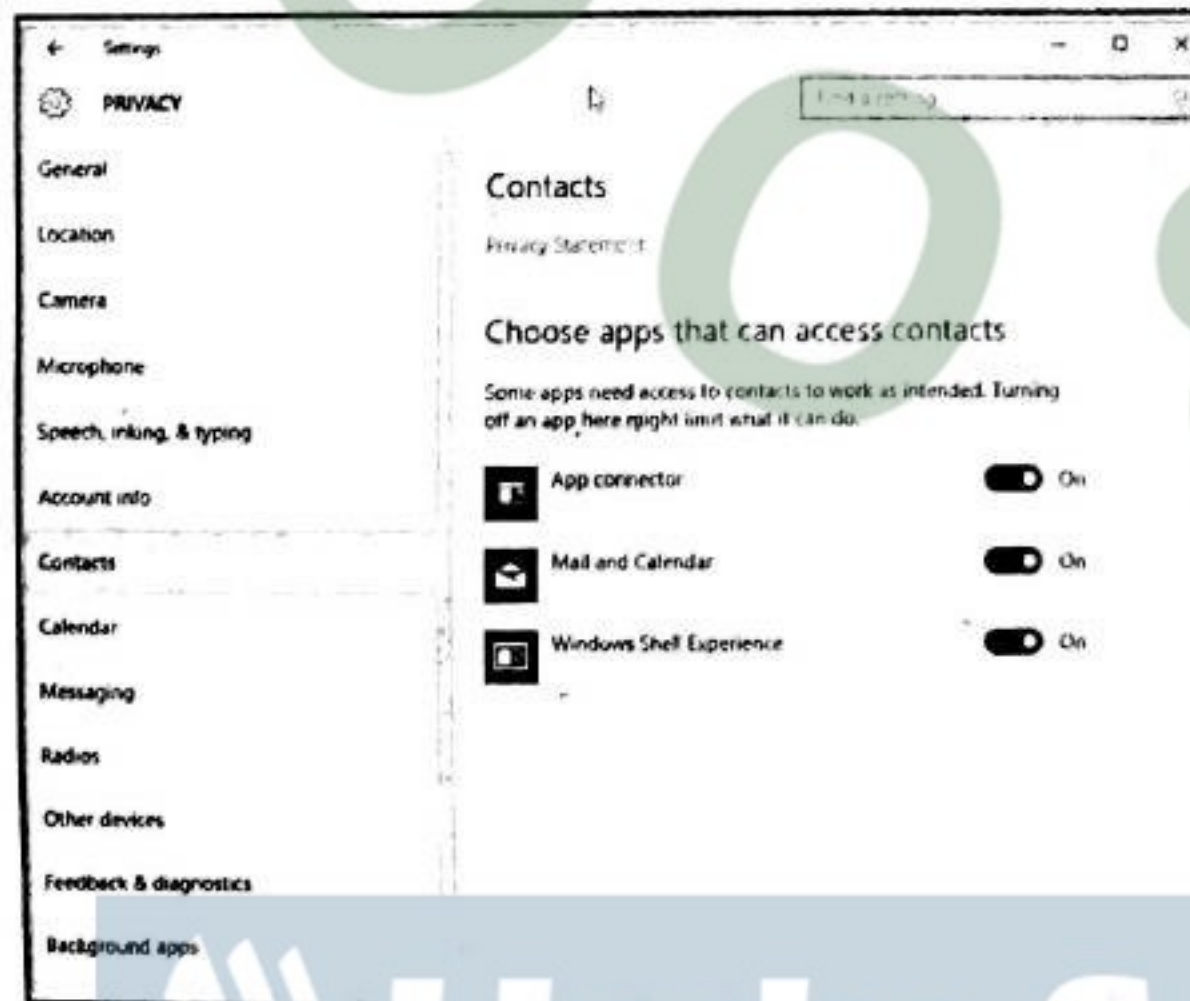 Settings
PRIVACY
General
Location
Camera
Microphone
Speech, inking, & typing
Account info
Contacts
Calendar
Messaging
Radios
Other devices
Feedback & diagnostics
Background apps
Contacts
Privacy Statement
Choose apps that can access contacts
Some apps need access to contacts to work as intended. Turning
off an app here might limit what it can do.
App connector On
Mail and Calendar On
Windows Shell Experience On